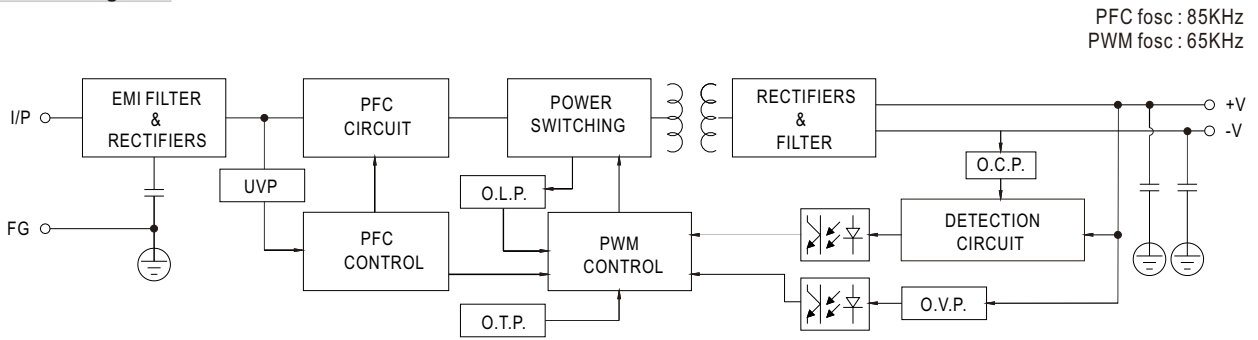 PFC fosc : 85KHz
PWM fosc : 65KHz
I/P
EMI FILTER
&
RECTIFIERS
PFC
CIRCUIT
POWER
SWITCHING
RECTIFIERS
&
FILTER
+V
-V
UVP
O.L.P.
O.C.P.
FG
PFC
CONTROL
PWM
CONTROL
DETECTION
CIRCUIT
O.T.P.
O.V.P.